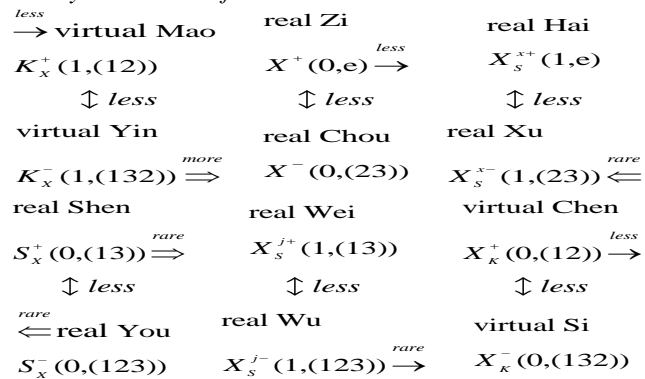 less
→ virtual Mao real Zi real Hai
K_x^+(1,(12)) X^+(0,e) →^{less} X_S^{x+}(1,e)
↕ less ↕ less ↕ less
virtual Yin real Chou real Xu
K_x^-(1,(132)) ⇒^{more} X^-(0,(23)) X_S^{x-}(1,(23)) ⇐^{rare}
real Shen real Wei virtual Chen
S_x^+(0,(13)) ⇒^{rare} X_S^{j+}(1,(13)) X_K^+(0,(12)) →^{less}
↕ less ↕ less ↕ less
rare
⇐ real You real Wu virtual Si
S_x^-(0,(123)) X_S^{j-}(1,(123)) →^{rare} X_K^-(0,(132))